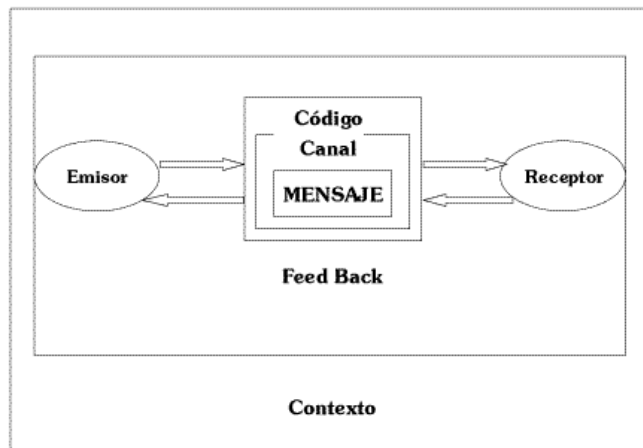 Código
Canal
Emisor
MENSAJE
Receptor
Feed Back
Contexto